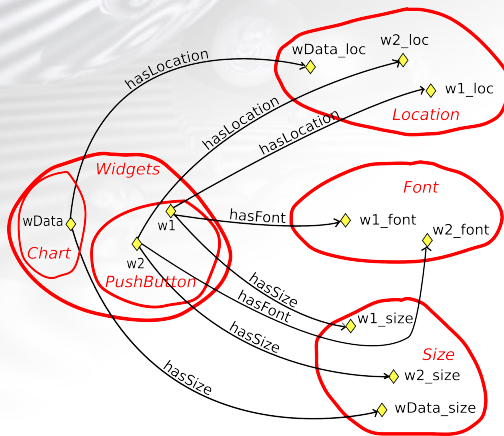 w2_loc
wData_loc
hasLocation
w1_loc
hasLocation
Location
hasLocation
Widgets
Font
wData
w1
hasFont
w1_font
w2_font
Chart
w2
PushButton
hasSize
hasFont
w1_size
hasSize
Size
w2_size
hasSize
wData_size